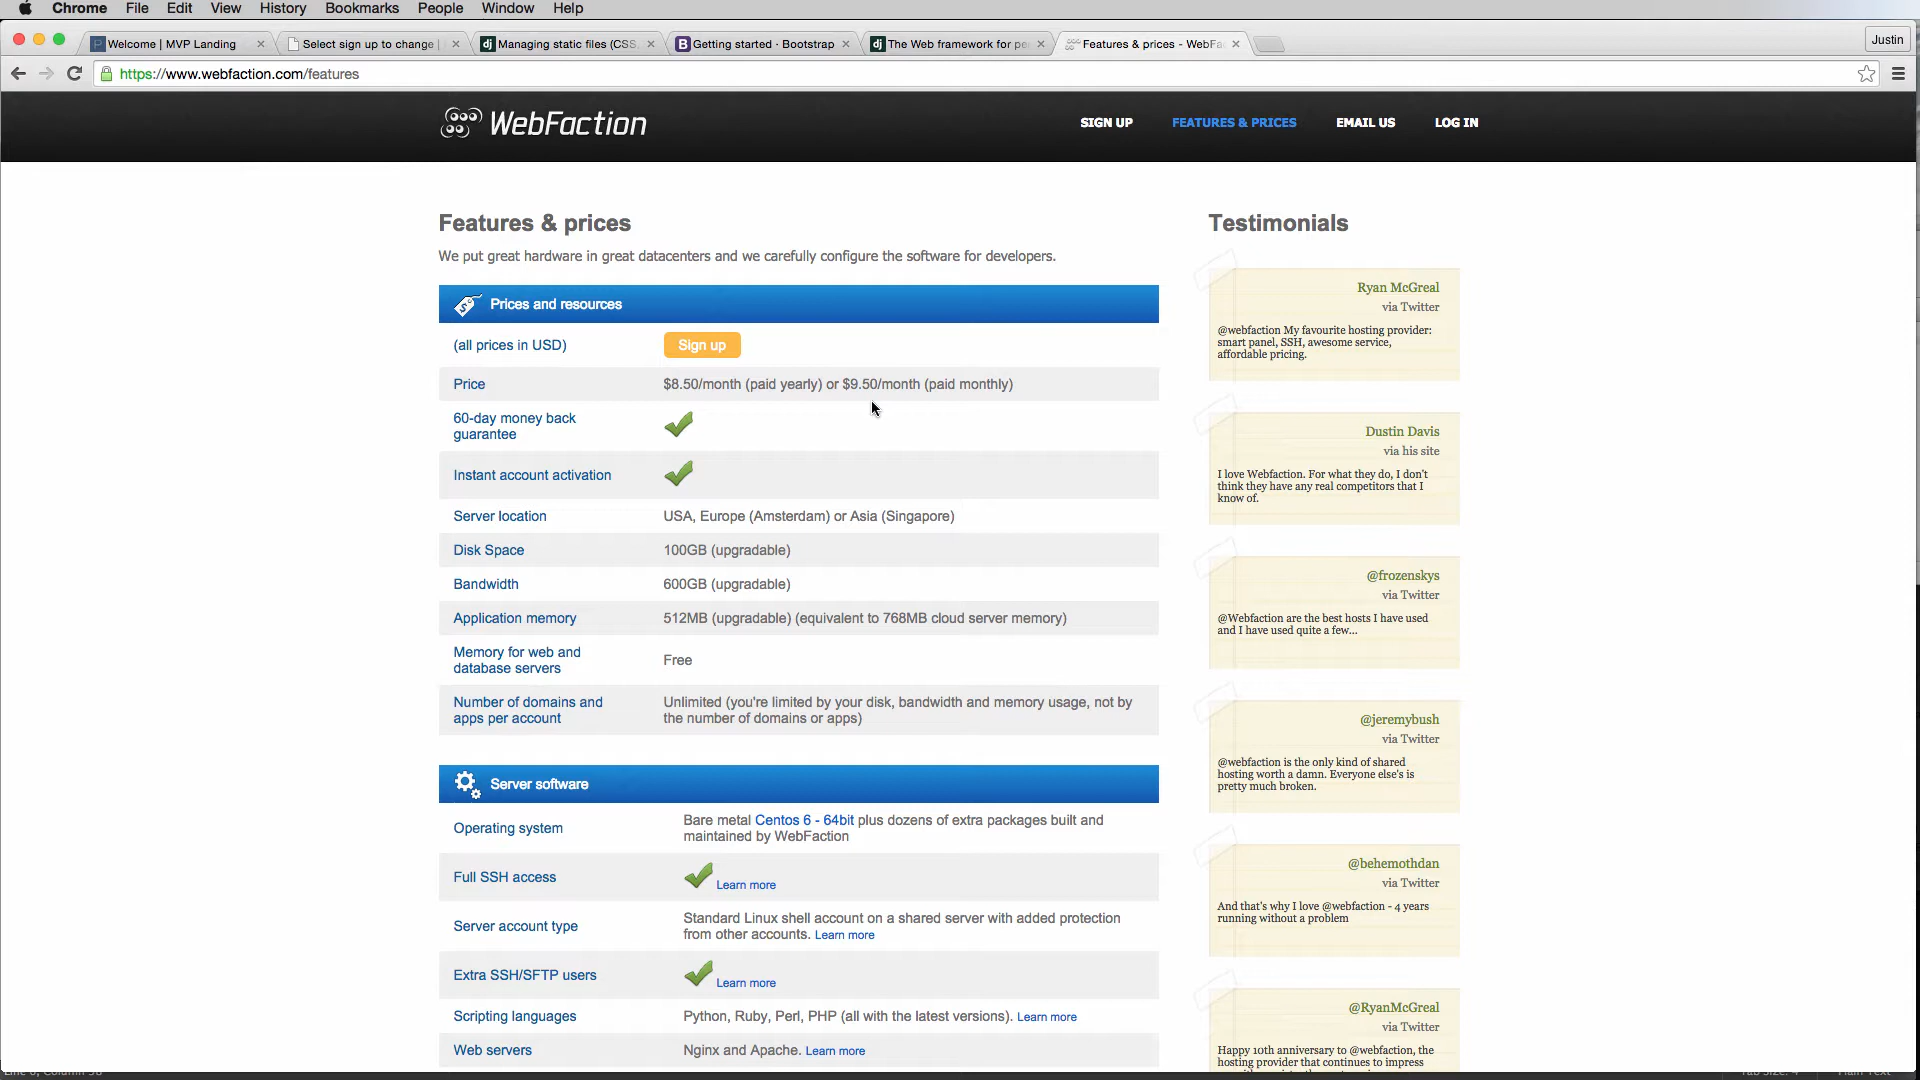 Chrome File Edit View History Bookmarks People Window Help
Welcome | MVP Landing
Select sign up to change |
Managing static files (CSS,
Getting started · Bootstrap
The Web framework for pe
Features & prices - WebFac
Justin
https://www.webfaction.com/features
WebFaction
SIGN UP
FEATURES & PRICES
EMAIL US
LOG IN
Features & prices
We put great hardware in great datacenters and we carefully configure the software for developers.
Prices and resources
(all prices in USD)
Sign up
Price
$8.50/month (paid yearly) or $9.50/month (paid monthly)
60-day money back
guarantee
Instant account activation
Server location
USA, Europe (Amsterdam) or Asia (Singapore)
Disk Space
100GB (upgradable)
Bandwidth
600GB (upgradable)
Application memory
512MB (upgradable) (equivalent to 768MB cloud server memory)
Memory for web and
database servers
Free
Number of domains and
apps per account
Unlimited (you're limited by your disk, bandwidth and memory usage, not by
the number of domains or apps)
Server software
Operating system
Bare metal Centos 6 - 64bit plus dozens of extra packages built and
maintained by WebFaction
Full SSH access
Learn more
Server account type
Standard Linux shell account on a shared server with added protection
from other accounts. Learn more
Extra SSH/SFTP users
Learn more
Scripting languages
Python, Ruby, Perl, PHP (all with the latest versions). Learn more
Web servers
Nginx and Apache. Learn more
Testimonials
Ryan McGreal
via Twitter
@webfaction My favourite hosting provider:
smart panel, SSH, awesome service,
affordable pricing.
Dustin Davis
via his site
I love Webfaction. For what they do, I don't
think they have any real competitors that I
know of.
@frozenskys
via Twitter
@Webfaction are the best hosts I have used
and I have used quite a few...
@jeremybush
via Twitter
@webfaction is the only kind of shared
hosting worth a damn. Everyone else's is
pretty much broken.
@behemothdan
via Twitter
And that's why I love @webfaction - 4 years
running without a problem
@RyanMcGreal
via Twitter
Happy 10th anniversary to @webfaction, the
hosting provider that continues to impress